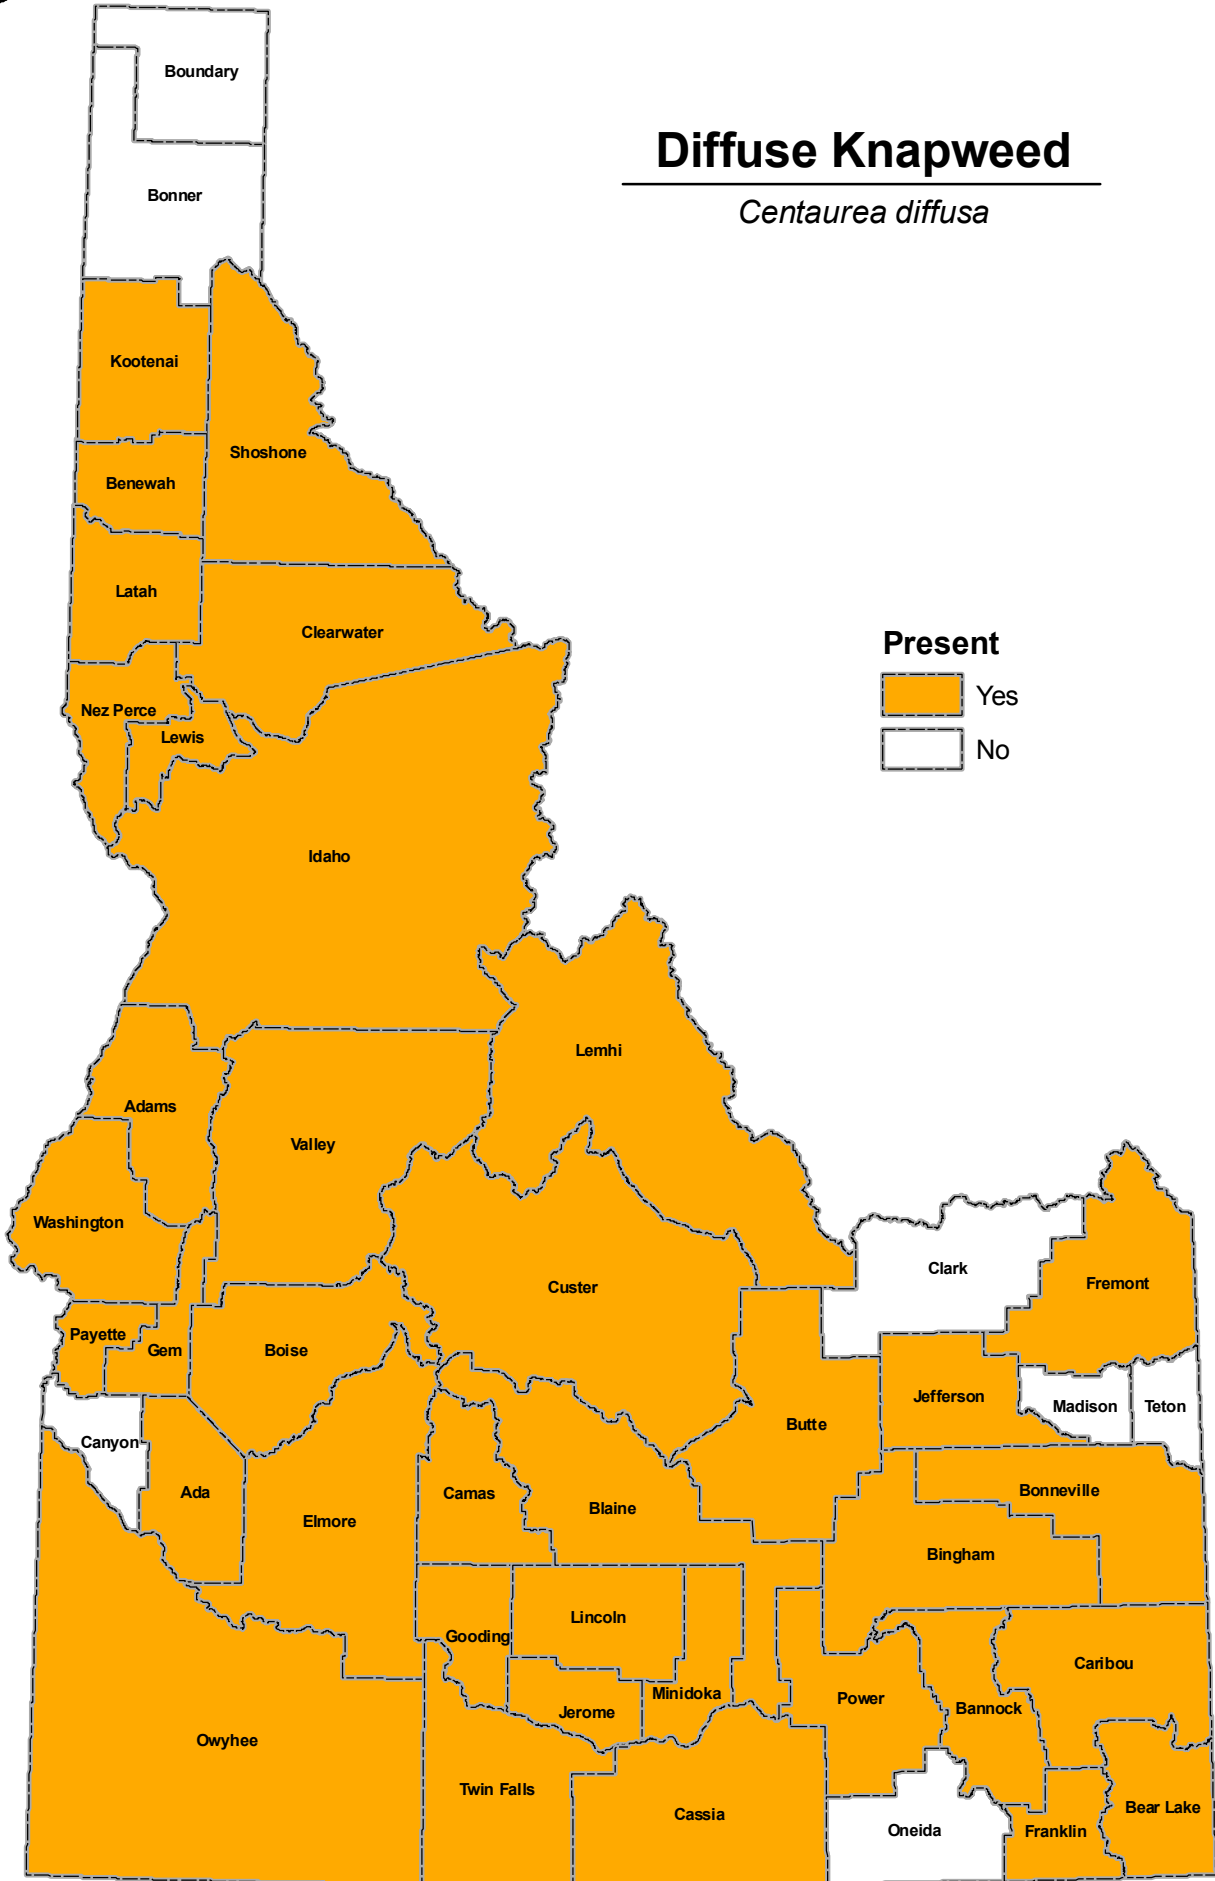 Boundary
Diffuse Knapweed
Centaurea diffusa
Bonner
Kootenai
Shoshone
Benewah
Latah
Clearwater
Present
Yes
No
Nez Perce
Lewis
Idaho
Lemhi
Adams
Valley
Washington
Clark
Custer
Fremont
Payette
Gem
Boise
Jefferson
Madison
Teton
Butte
Canyon
Ada
Camas
Blaine
Bonneville
Elmore
Bingham
Lincoln
Gooding
Caribou
Minidoka
Power
Bannock
Jerome
Owyhee
Twin Falls
Cassia
Bear Lake
Oneida
Franklin